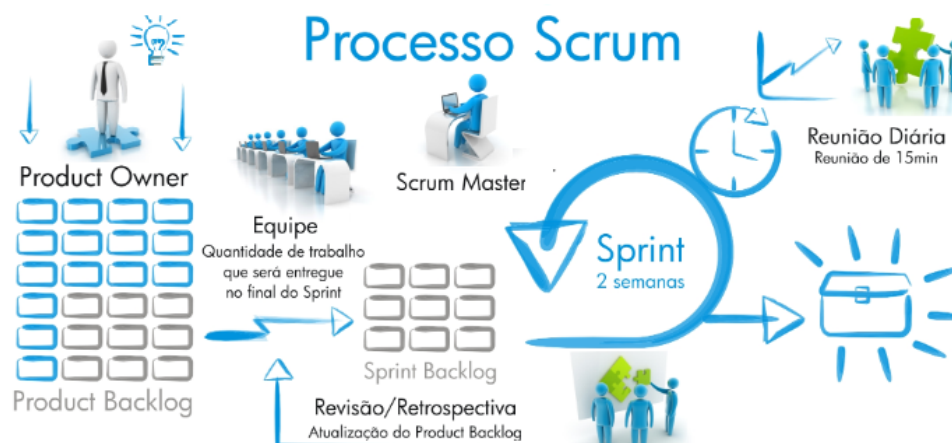 Processo Scrum
Product Owner
Product Backlog
Equipe
Quantidade de trabalho
que será entregue
no final do Sprint
Scrum Master
Sprint Backlog
Revisão/Retrospectiva
Atualização do Product Backlog
Sprint
2 semanas
Reunião Diária
Reunião de 15min